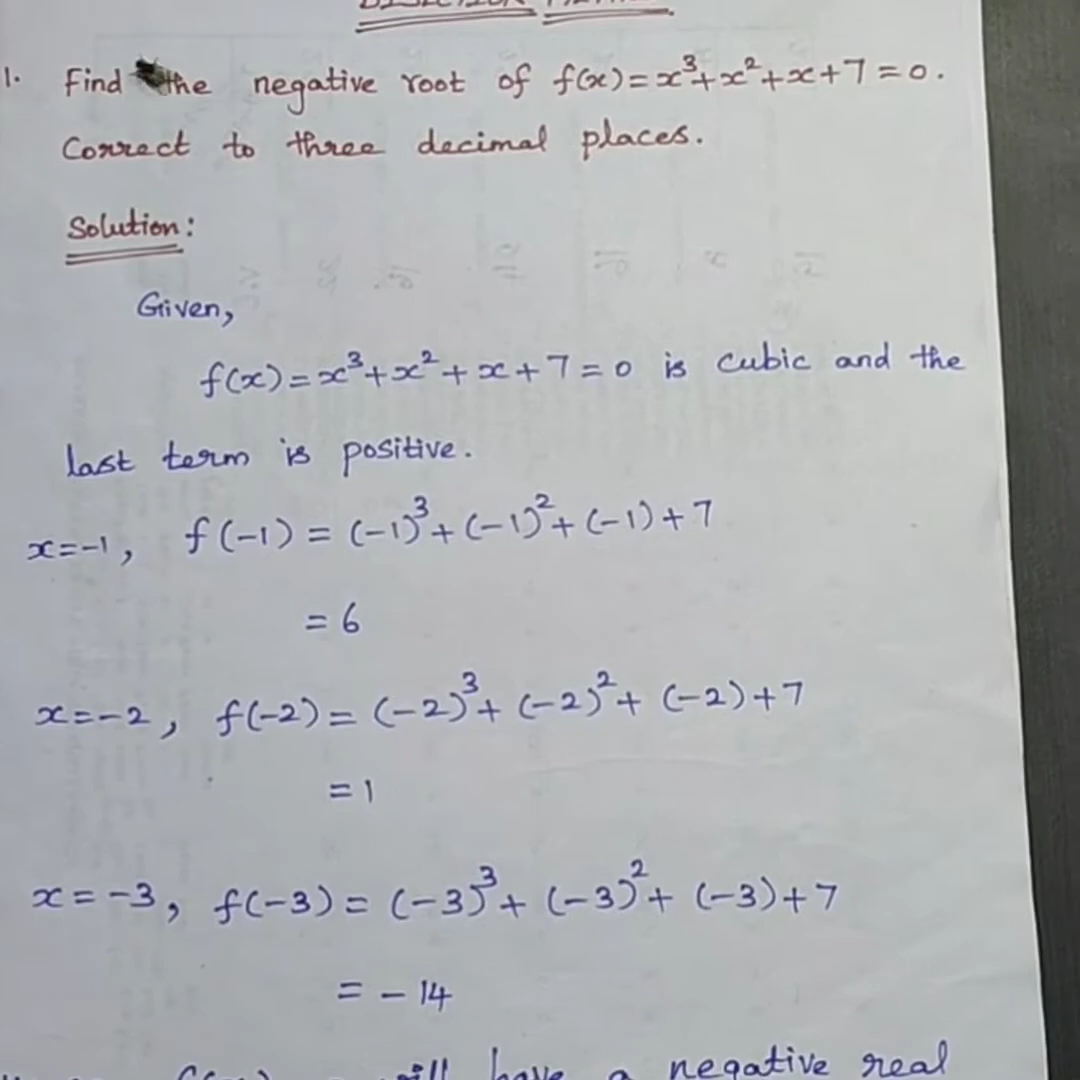 1. Find the negative root of f(x)=x³+x²+x+7=0.
Correct to three decimal places.
Solution:
Given,
f(x)=x³+x²+x+7=0 is cubic and the
last term is positive.
x=-1, f(-1) = (-1)³+(-1)²+(-1)+7
= 6
x=-2, f(-2) = (-2)³+(-2)²+(-2)+7
= 1
x=-3, f(-3) = (-3)³+(-3)²+(-3)+7
= -14
will have a negative real